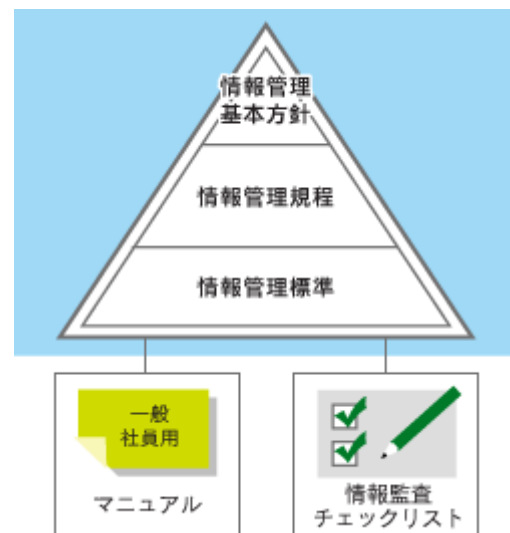 情報管理
基本方針
情報管理規程
情報管理標準
一般
社員用
マニュアル
情報監査
チェックリスト